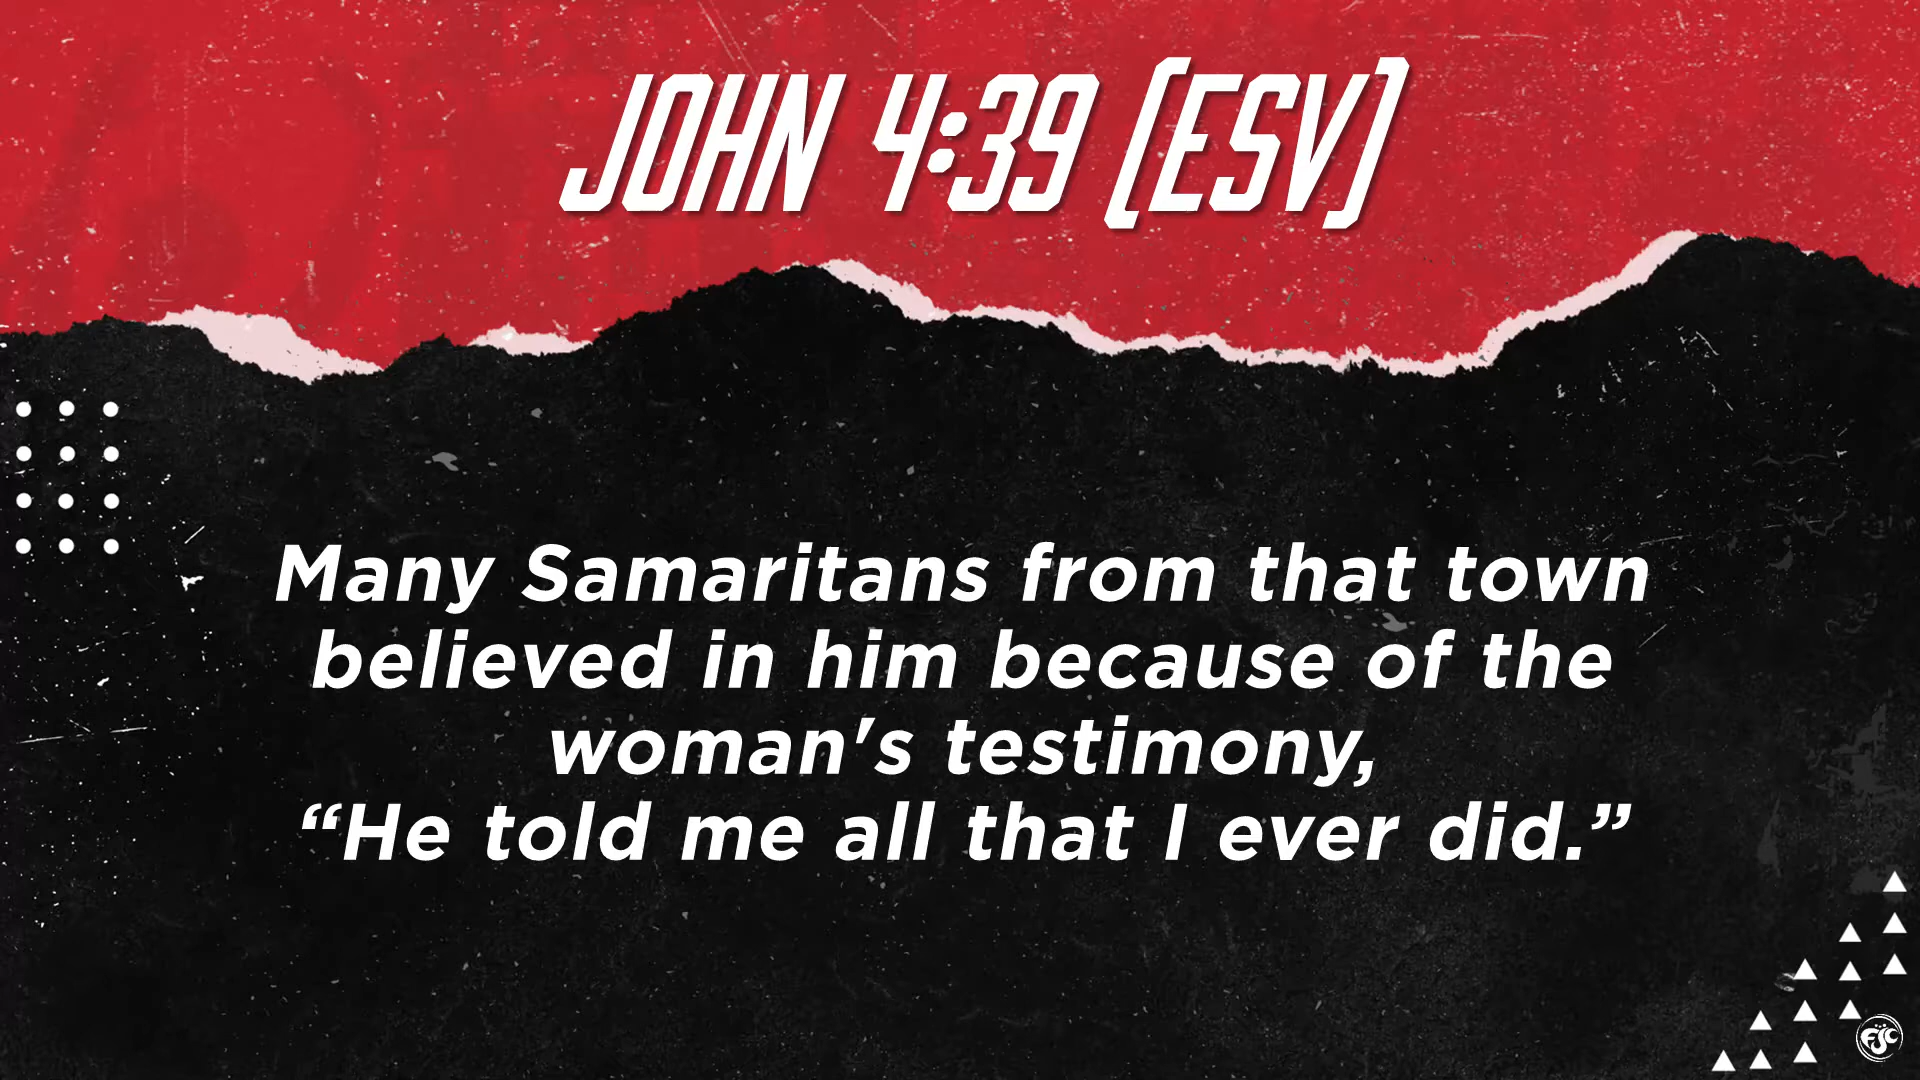 JOHN 4:39 (ESV)
Many Samaritans from that town
believed in him because of the
woman's testimony,
“He told me all that I ever did.”
FJC